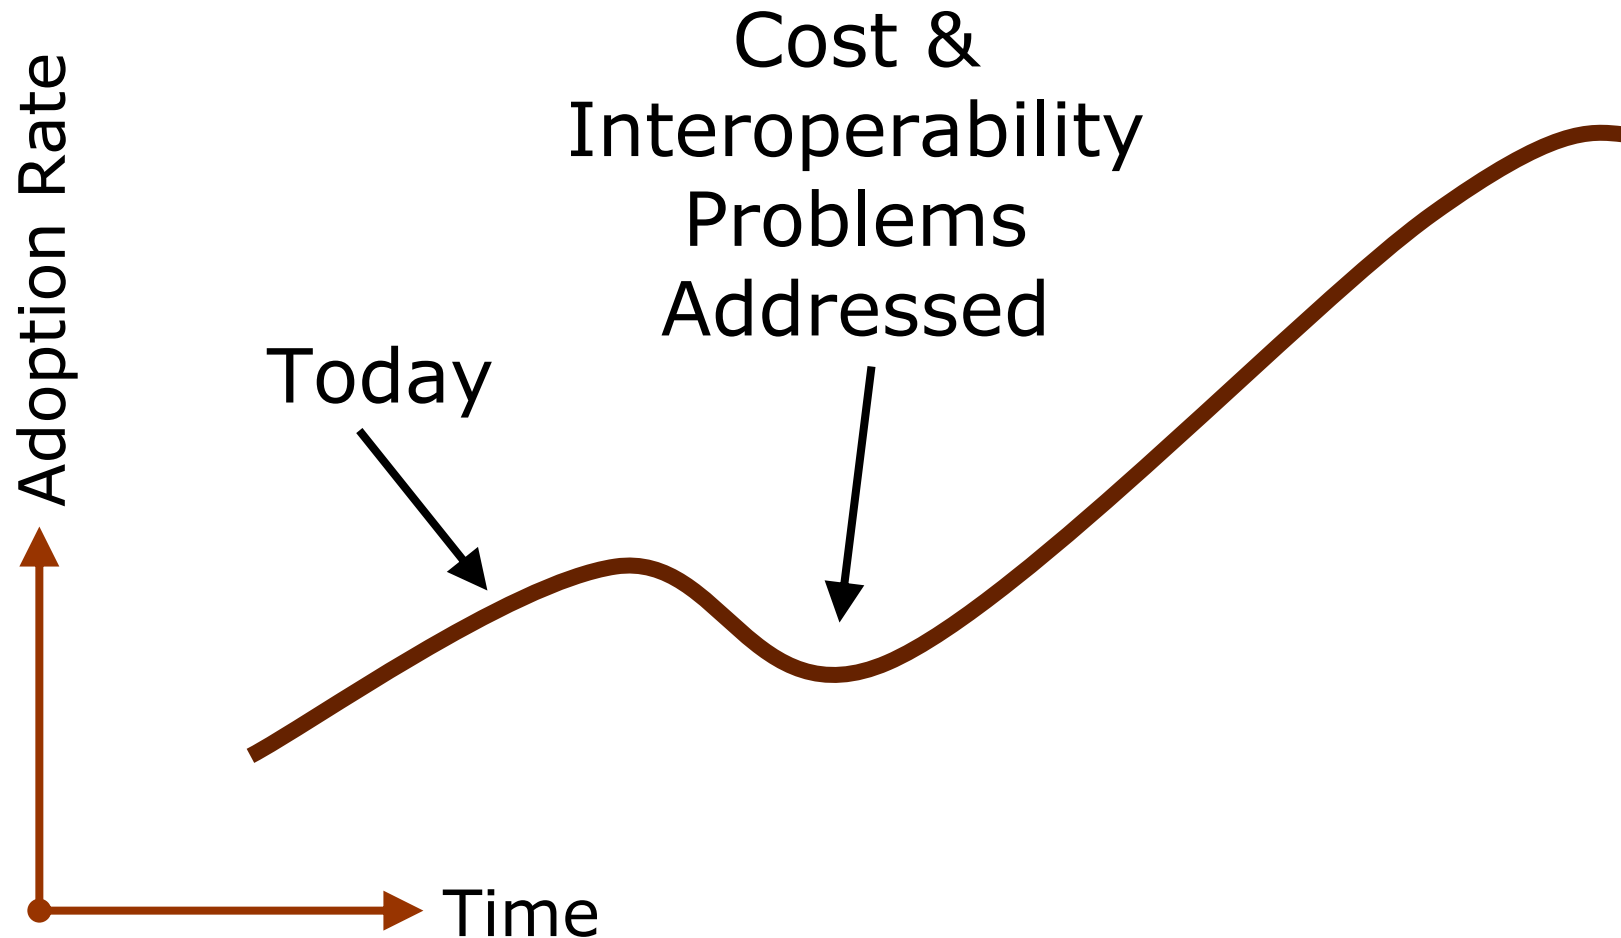 Cost &
Interoperability
Problems
Addressed
Adoption Rate
Today
Time